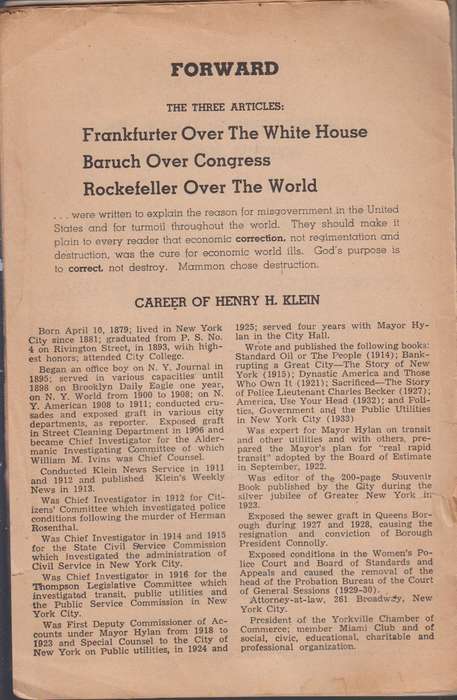 FORWARD
THE THREE ARTICLES:
Frankfurter Over The White House
Baruch Over Congress
Rockefeller Over The World
. . . were written to explain the reason for misgovernment in the United
States and for turmoil throughout the world. They should make it
plain to every reader that economic correction, not regimentation and
destruction, was the cure for economic world ills. God's purpose is
to correct, not destroy. Mammon chose destruction.
CAREER OF HENRY H. KLEIN
Born April 10, 1879; lived in New York
City since 1881; graduated from P. S. No.
4 on Rivington Street, in 1893, with high-
est honors; attended City College.
Began an office boy on N. Y. Journal in
1895; served in various capacities until
1898 on Brooklyn Daily Eagle one year,
on N. Y. World from 1900 to 1908; on N.
Y. American 1908 to 1911; conducted cru-
sades and exposed graft in various city
departments, as reporter. Exposed graft
in Street Cleaning Department in 1906 and
became Chief Investigator for the Alder-
manic Investigating Committee of which
William M. Ivins was Chief Counsel.
Conducted Klein News Service in 1911
and 1912 and published Klein's Weekly
News in 1913.
Was Chief Investigator in 1912 for Cit-
izens' Committee which investigated police
conditions following the murder of Herman
Rosenthal.
Was Chief Investigator in 1914 and 1915
for the State Civil Service Commission
which investigated the administration of
Civil Service in New York City.
Was Chief Investigator in 1916 for the
Thompson Legislative Committee which
investigated transit, public utilities and
the Public Service Commission in New
York City.
Was First Deputy Commissioner of Ac-
counts under Mayor Hylan from 1918 to
1923 and Special Counsel to the City of
New York on Public utilities, in 1924 and
1925; served four years with Mayor Hy-
lan in the City Hall.
Wrote and published the following books:
Standard Oil or The People (1914); Bank-
rupting a Great City—The Story of New
York (1915); Dynastic America and Those
Who Own It (1921); Sacrificed—The Story
of Police Lieutenant Charles Becker (1927);
America, Use Your Head (1932); and Poli-
tics, Government and the Public Utilities
in New York City (1933)
Was expert for Mayor Hylan on transit
and other utilities and with others, pre-
pared the Mayor's plan for "real rapid
transit" adopted by the Board of Estimate
in September, 1922.
Was editor of the 200-page Souvenir
Book published by the City during the
silver jubilee of Greater New York in
1923.
Exposed the sewer graft in Queens Bor-
ough during 1927 and 1928, causing the
resignation and conviction of Borough
President Connolly.
Exposed conditions in the Women's Po-
lice Court and Board of Standards and
Appeals and caused the removal of the
head of the Probation Bureau of the Court
of General Sessions (1929-30).
Attorney-at-law, 261 Broadway, New
York City.
President of the Yorkville Chamber of
Commerce; member Miami Club and of
social, civic, educational, charitable and
professional organization.